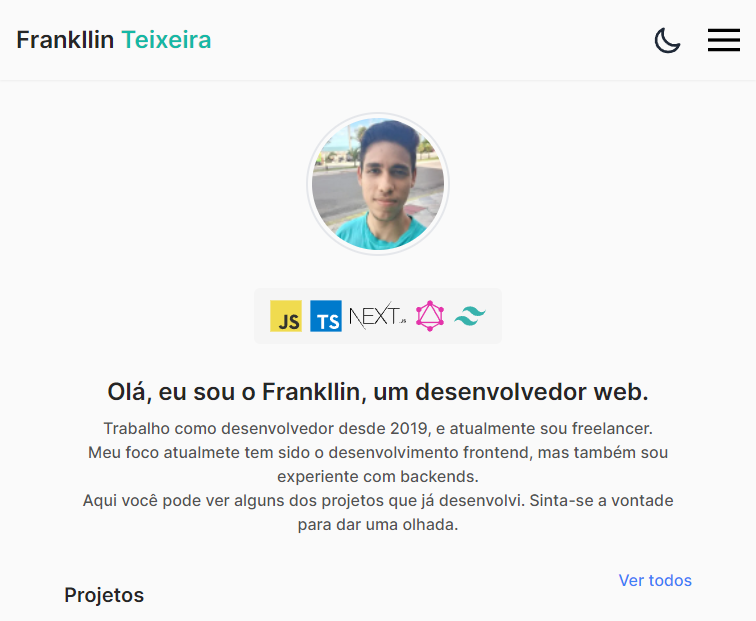 Frankllin Teixeira
JS TS NEXT.JS
Olá, eu sou o Frankllin, um desenvolvedor web.
Trabalho como desenvolvedor desde 2019, e atualmente sou freelancer.
Meu foco atualmete tem sido o desenvolvimento frontend, mas também sou
experiente com backends.
Aqui você pode ver alguns dos projetos que já desenvolvi. Sinta-se a vontade
para dar uma olhada.
Ver todos
Projetos